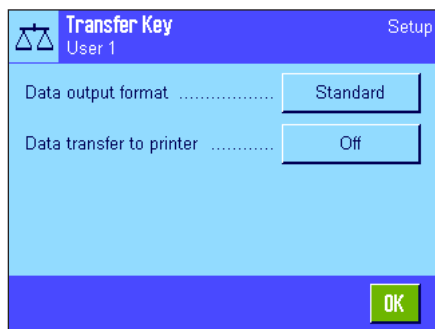 Transfer Key Setup
User 1
Data output format .................. Standard
Data transfer to printer ............ Off
OK